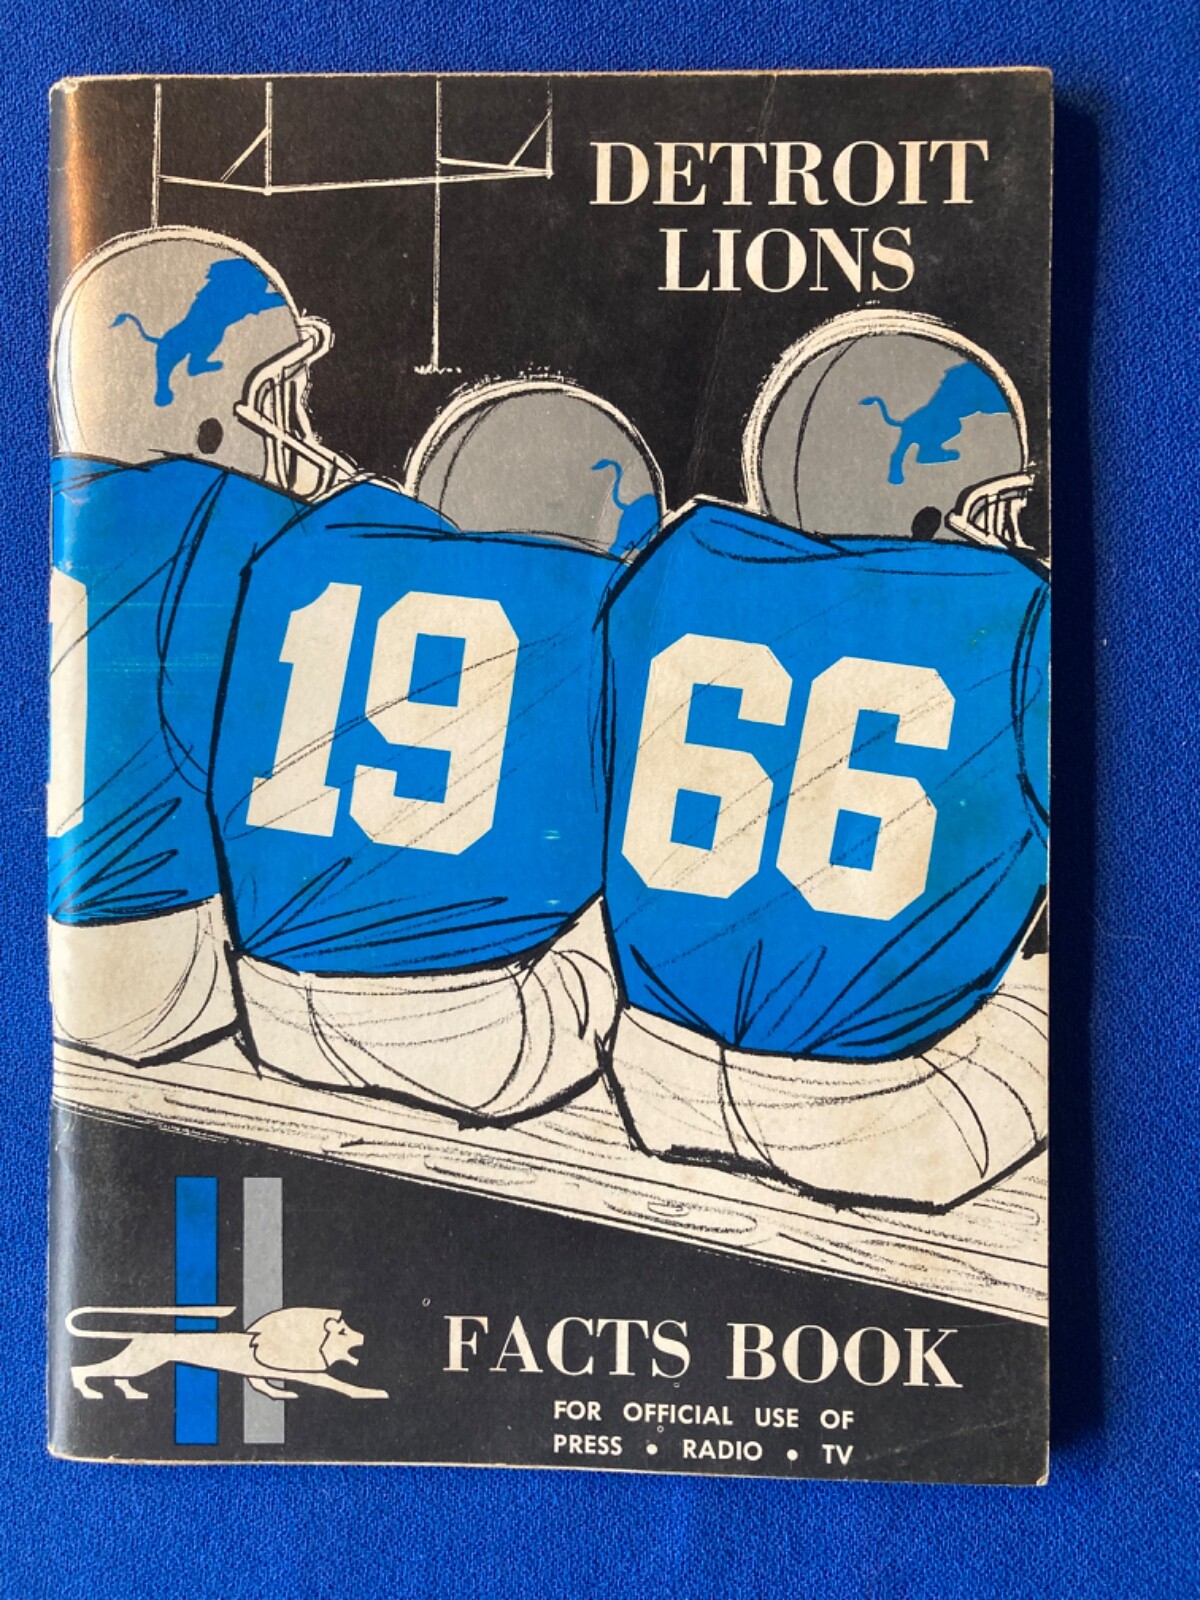 DETROIT
LIONS
19
66
FACTS BOOK
FOR OFFICIAL USE OF
PRESS • RADIO • TV